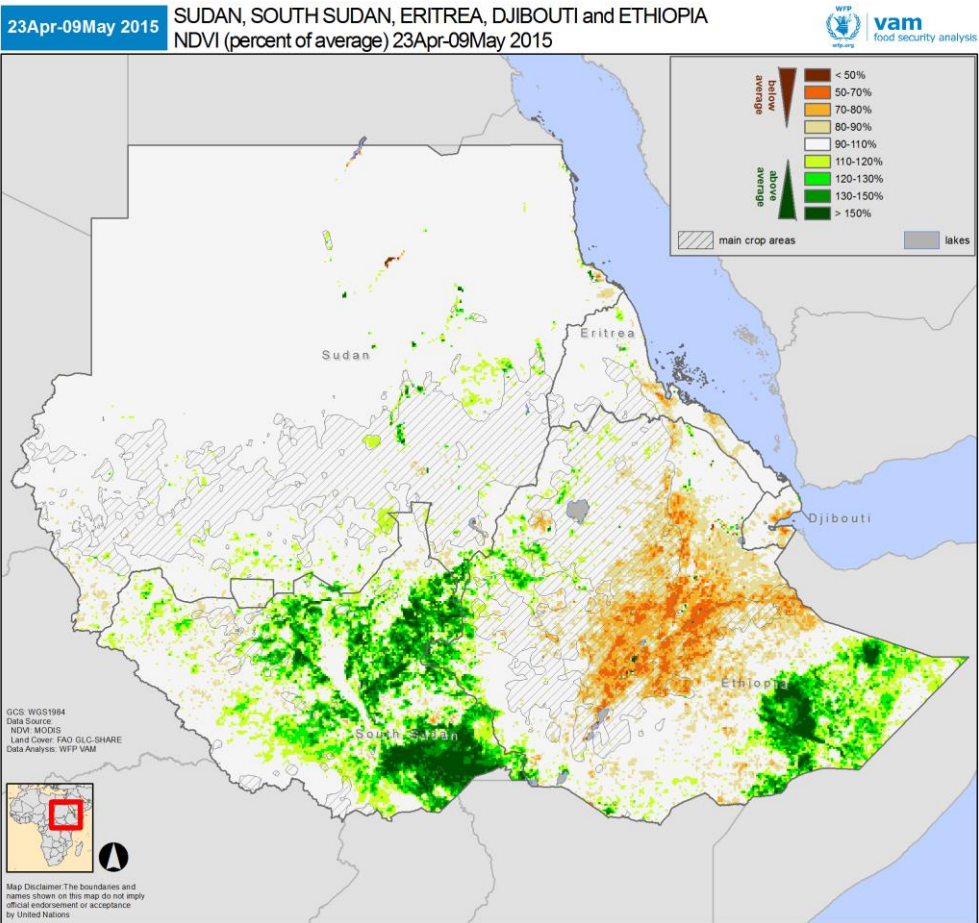 23Apr-09May 2015
SUDAN, SOUTH SUDAN, ERITREA, DJIBOUTI and ETHIOPIA
NDVI (percent of average) 23Apr-09May 2015
WFP
wfp.org
vam
food security analysis
below
average
above
average
< 50%
50-70%
70-80%
80-90%
90-110%
110-120%
120-130%
130-150%
> 150%
main crop areas
lakes
Eritrea
Sudan
Djibouti
Ethiopia
South Sudan
GCS: WGS1984
Data Source:
NDVI: MODIS
Land Cover: FAO GLC-SHARE
Data Analysis: WFP VAM
Map Disclaimer:The boundaries and
names shown on this map do not imply
official endorsement or acceptance
by United Nations